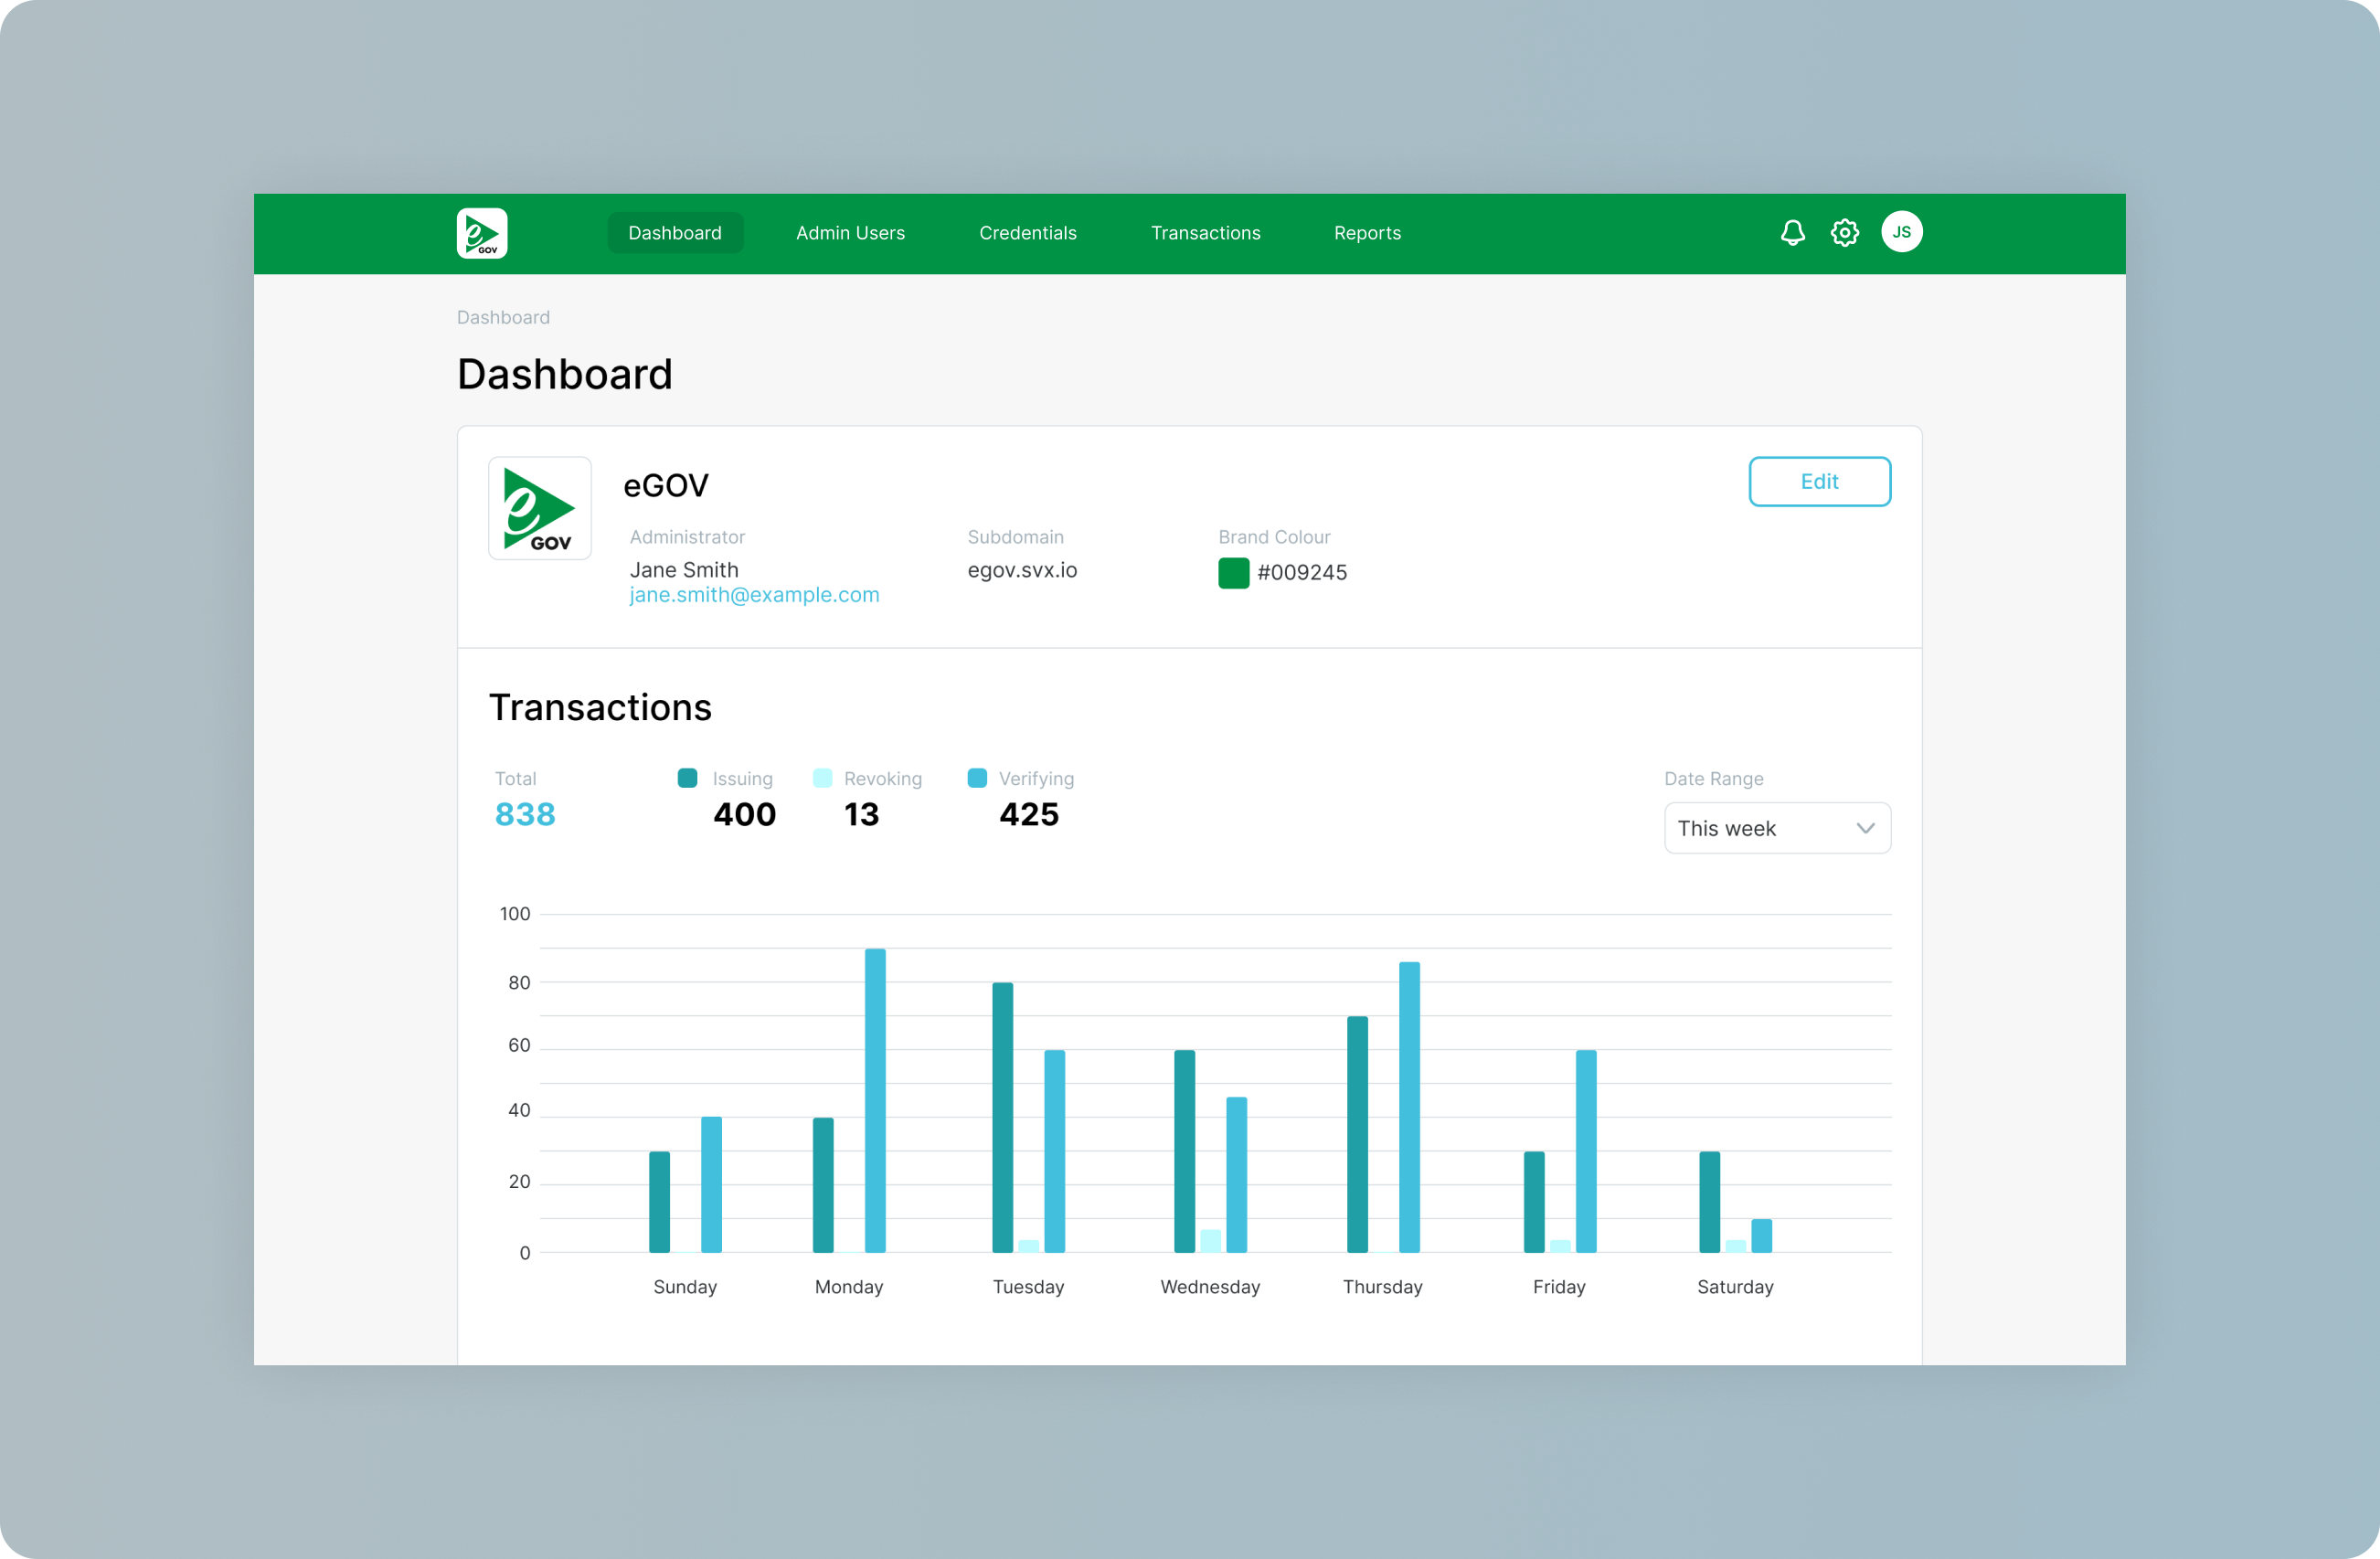 e GOV Dashboard Admin Users Credentials Transactions Reports JS
Dashboard
Dashboard
e GOV
eGOV
Edit
Administrator Subdomain Brand Colour
Jane Smith egov.svx.io #009245
jane.smith@example.com
Transactions
Total Issuing Revoking Verifying Date Range
838 400 13 425
This week
100
80
60
40
20
0
Sunday Monday Tuesday Wednesday Thursday Friday Saturday